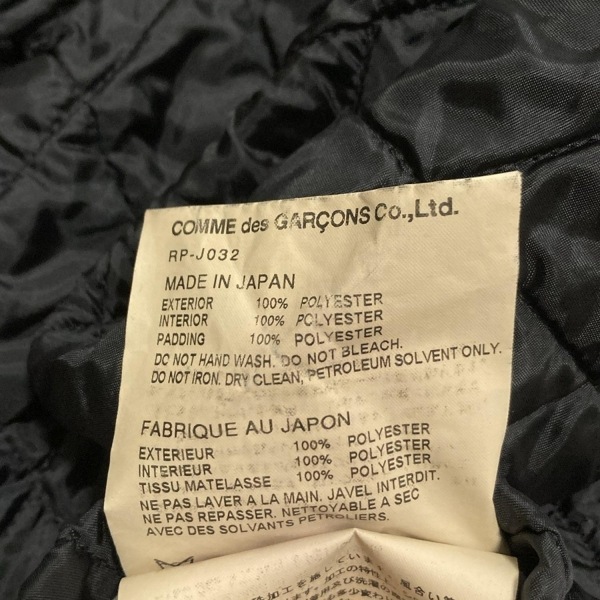 COMME des GARÇONS Co.,Ltd.
RP-J032
MADE IN JAPAN
EXTERIOR 100% POLYESTER
INTERIOR 100% POLYESTER
PADDING 100% POLYESTER
DO NOT HAND WASH. DO NOT BLEACH.
DO NOT IRON. DRY CLEAN, PETROLEUM SOLVENT ONLY.
FABRIQUE AU JAPON
EXTERIEUR 100% POLYESTER
INTERIEUR 100% POLYESTER
TISSU MATELASSE 100% POLYESTER
NE PAS LAVER A LA MAIN. JAVEL INTERDIT.
NE PAS REPASSER. NETTOYABLE A SEC
AVEC DES SOLVANTS PETROLIERS.